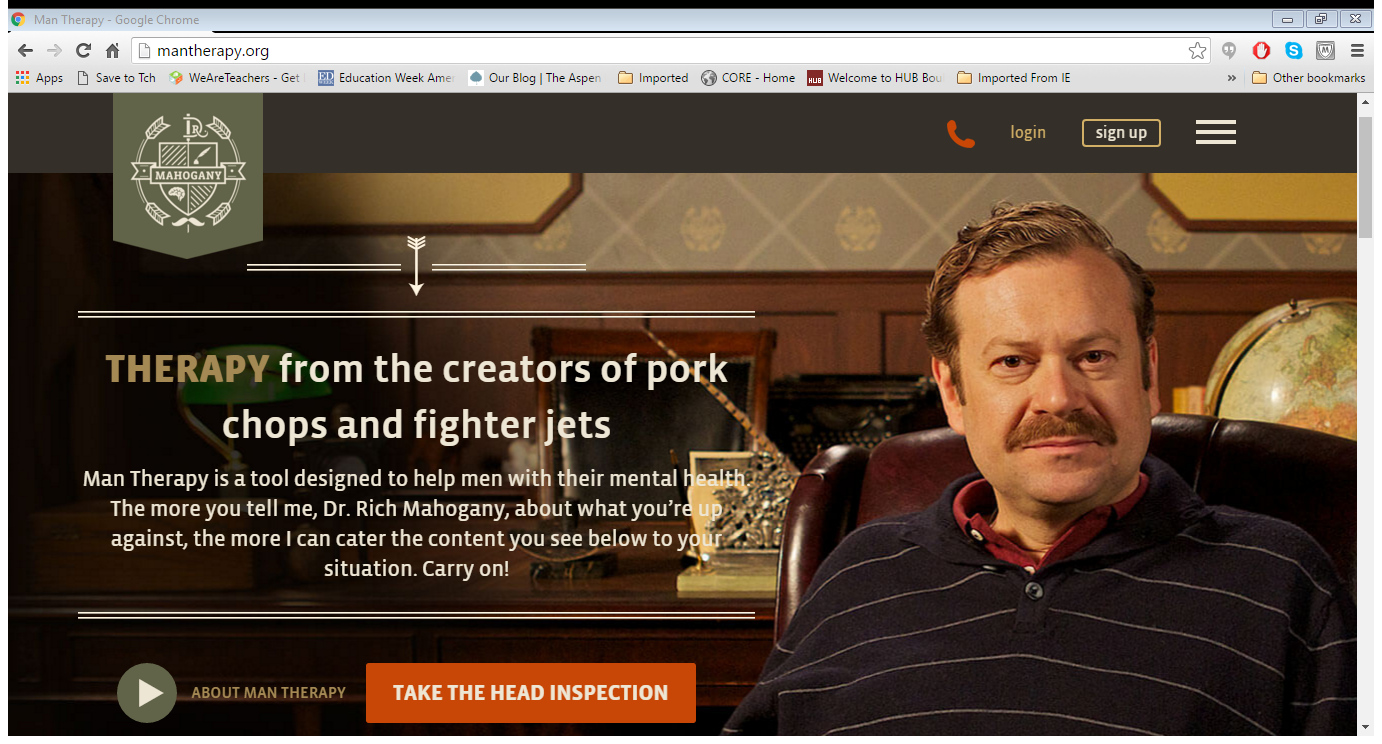 Man Therapy - Google Chrome
mantherapy.org
Apps Save to Tch WeAreTeachers - Get Education Week Ame Our Blog | The Aspen Imported CORE - Home HUB Welcome to HUB Bou Imported From IE » Other bookmarks
DR
MAHOGANY
login sign up
THERAPY from the creators of pork
chops and fighter jets
Man Therapy is a tool designed to help men with their mental health.
The more you tell me, Dr. Rich Mahogany, about what you're up
against, the more I can cater the content you see below to your
situation. Carry on!
ABOUT MAN THERAPY TAKE THE HEAD INSPECTION